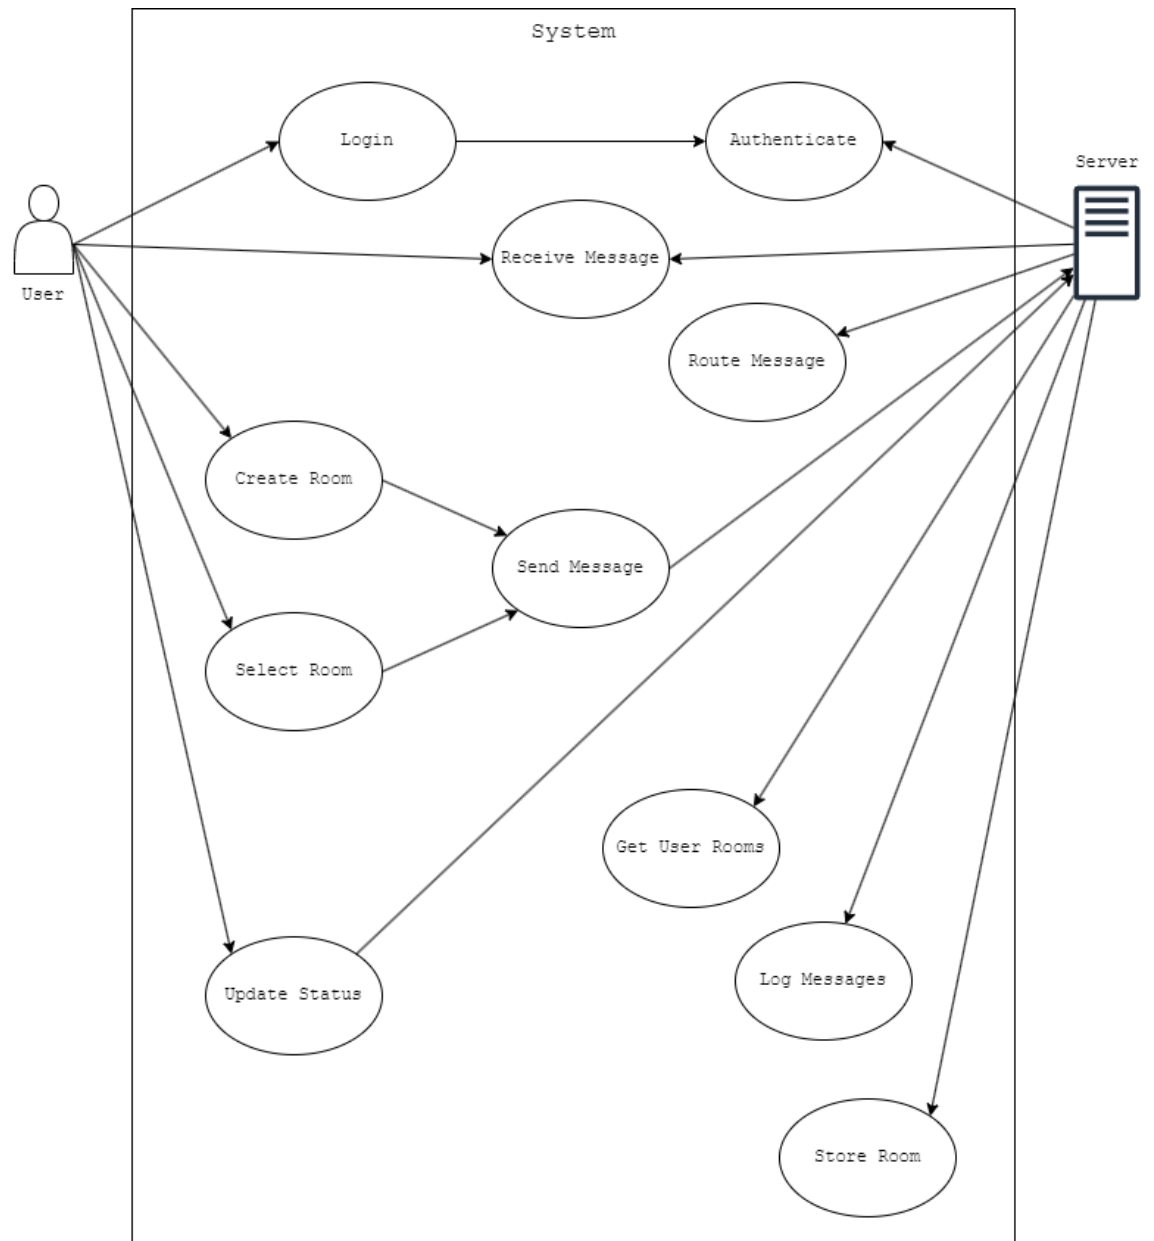 System
Login
Authenticate
Server
Receive Message
User
Route Message
Create Room
Send Message
Select Room
Get User Rooms
Log Messages
Update Status
Store Room